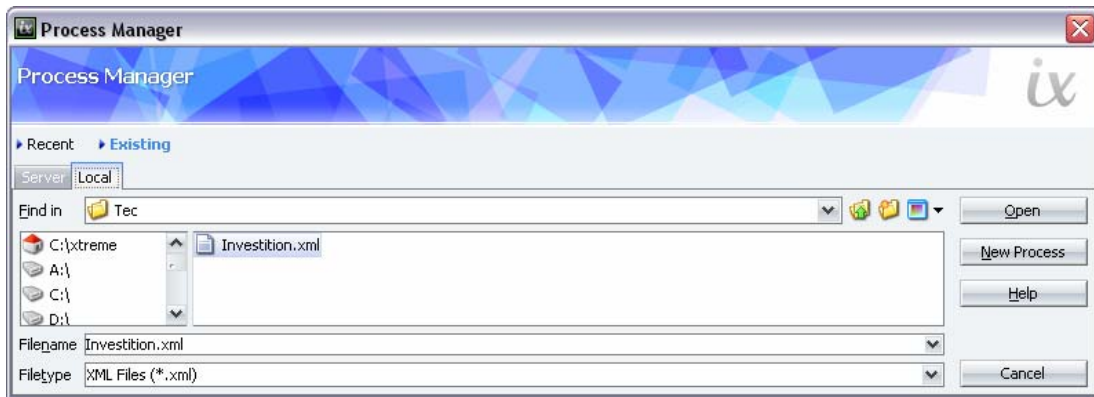 ix Process Manager
Process Manager
ix
Recent Existing
Server Local
Find in Tec Open
C:\xtreme Investition.xml New Process
A:\
C:\ Help
D:\
Filename Investition.xml
Filetype XML Files (*.xml) Cancel